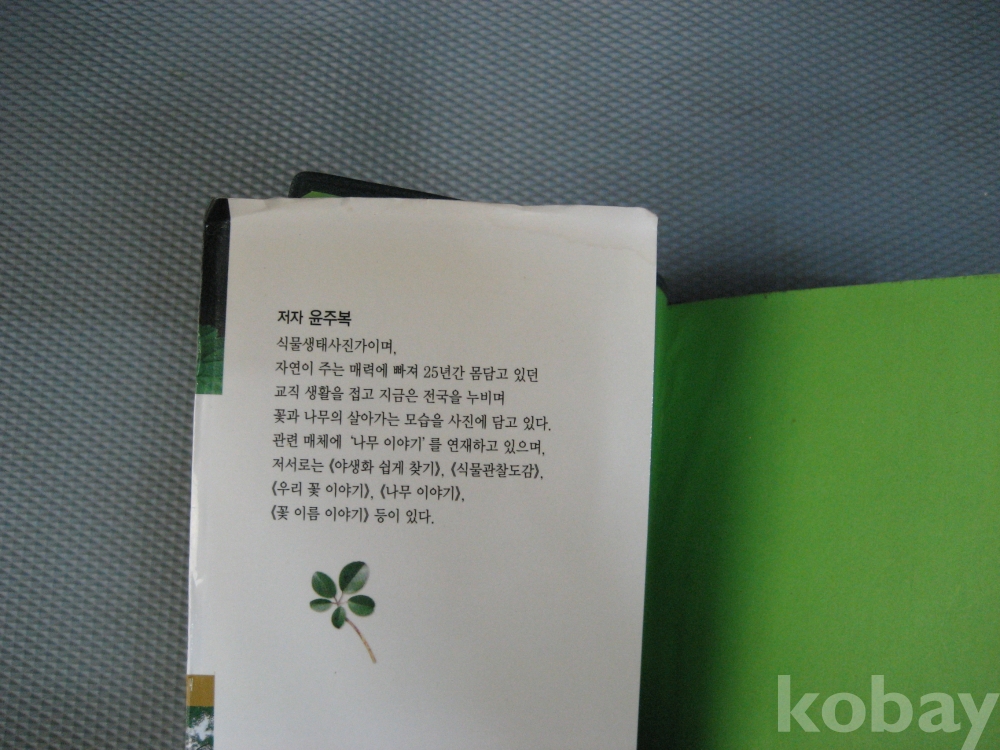 저자 윤주복
식물생태사진가이며,
자연이 주는 매력에 빠져 25년간 몸담고 있던
교직 생활을 접고 지금은 전국을 누비며
꽃과 나무의 살아가는 모습을 사진에 담고 있다.
관련 매체에 '나무 이야기'를 연재하고 있으며,
저서로는 《야생화 쉽게 찾기》, 《식물관찰도감》,
《우리 꽃 이야기》, 《나무 이야기》,
《꽃 이름 이야기》 등이 있다.
kobay